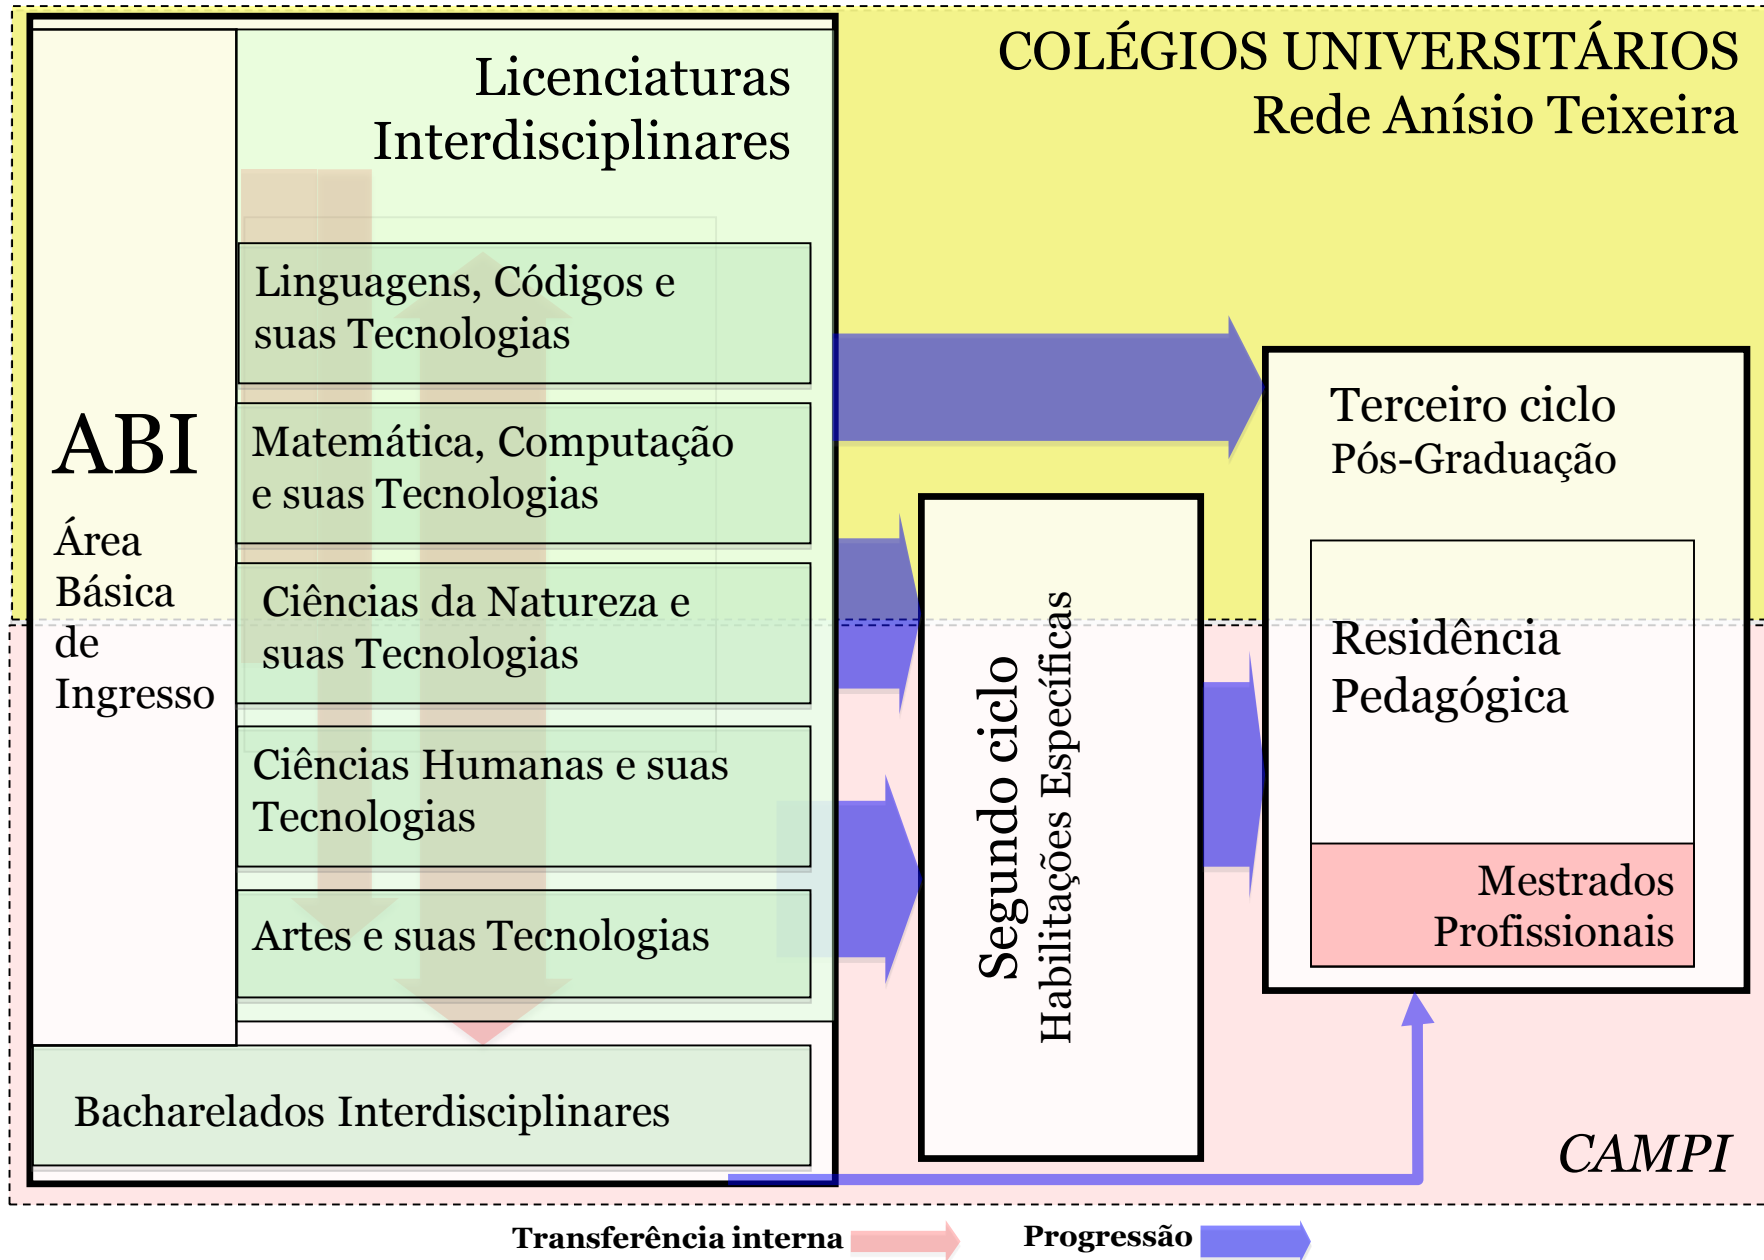 COLÉGIOS UNIVERSITÁRIOS
Rede Anísio Teixeira
Licenciaturas
Interdisciplinares
ABI
Área
Básica
de
Ingresso
Linguagens, Códigos e
suas Tecnologias
Matemática, Computação
e suas Tecnologias
Ciências da Natureza e
suas Tecnologias
Ciências Humanas e suas
Tecnologias
Artes e suas Tecnologias
Bacharelados Interdisciplinares
Segundo ciclo
Habilitações Específicas
Terceiro ciclo
Pós-Graduação
Residência
Pedagógica
Mestrados
Profissionais
CAMPI
Transferência interna
Progressão